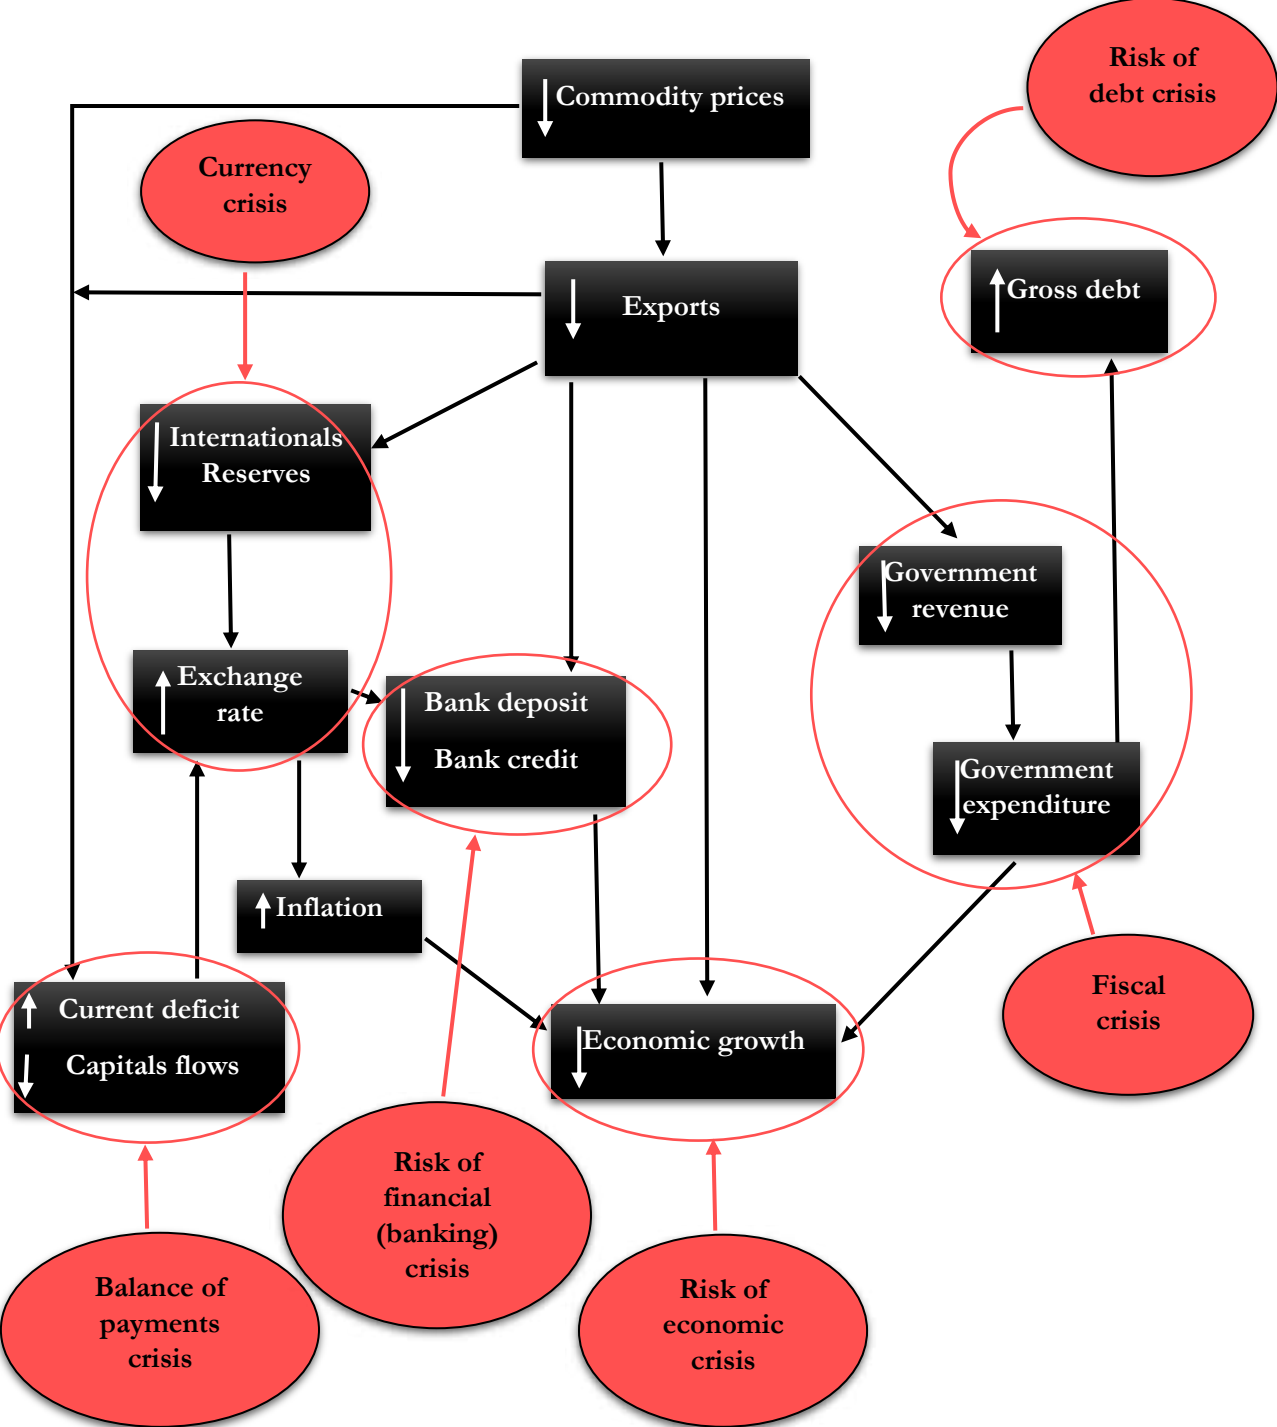 Risk of
debt crisis
Commodity prices
Currency
crisis
Gross debt
Exports
Internationals
Reserves
Government
revenue
Exchange
rate
Bank deposit
Bank credit
Government
expenditure
Inflation
Current deficit
Capitals flows
Economic growth
Fiscal
crisis
Risk of
financial
(banking)
crisis
Balance of
payments
crisis
Risk of
economic
crisis